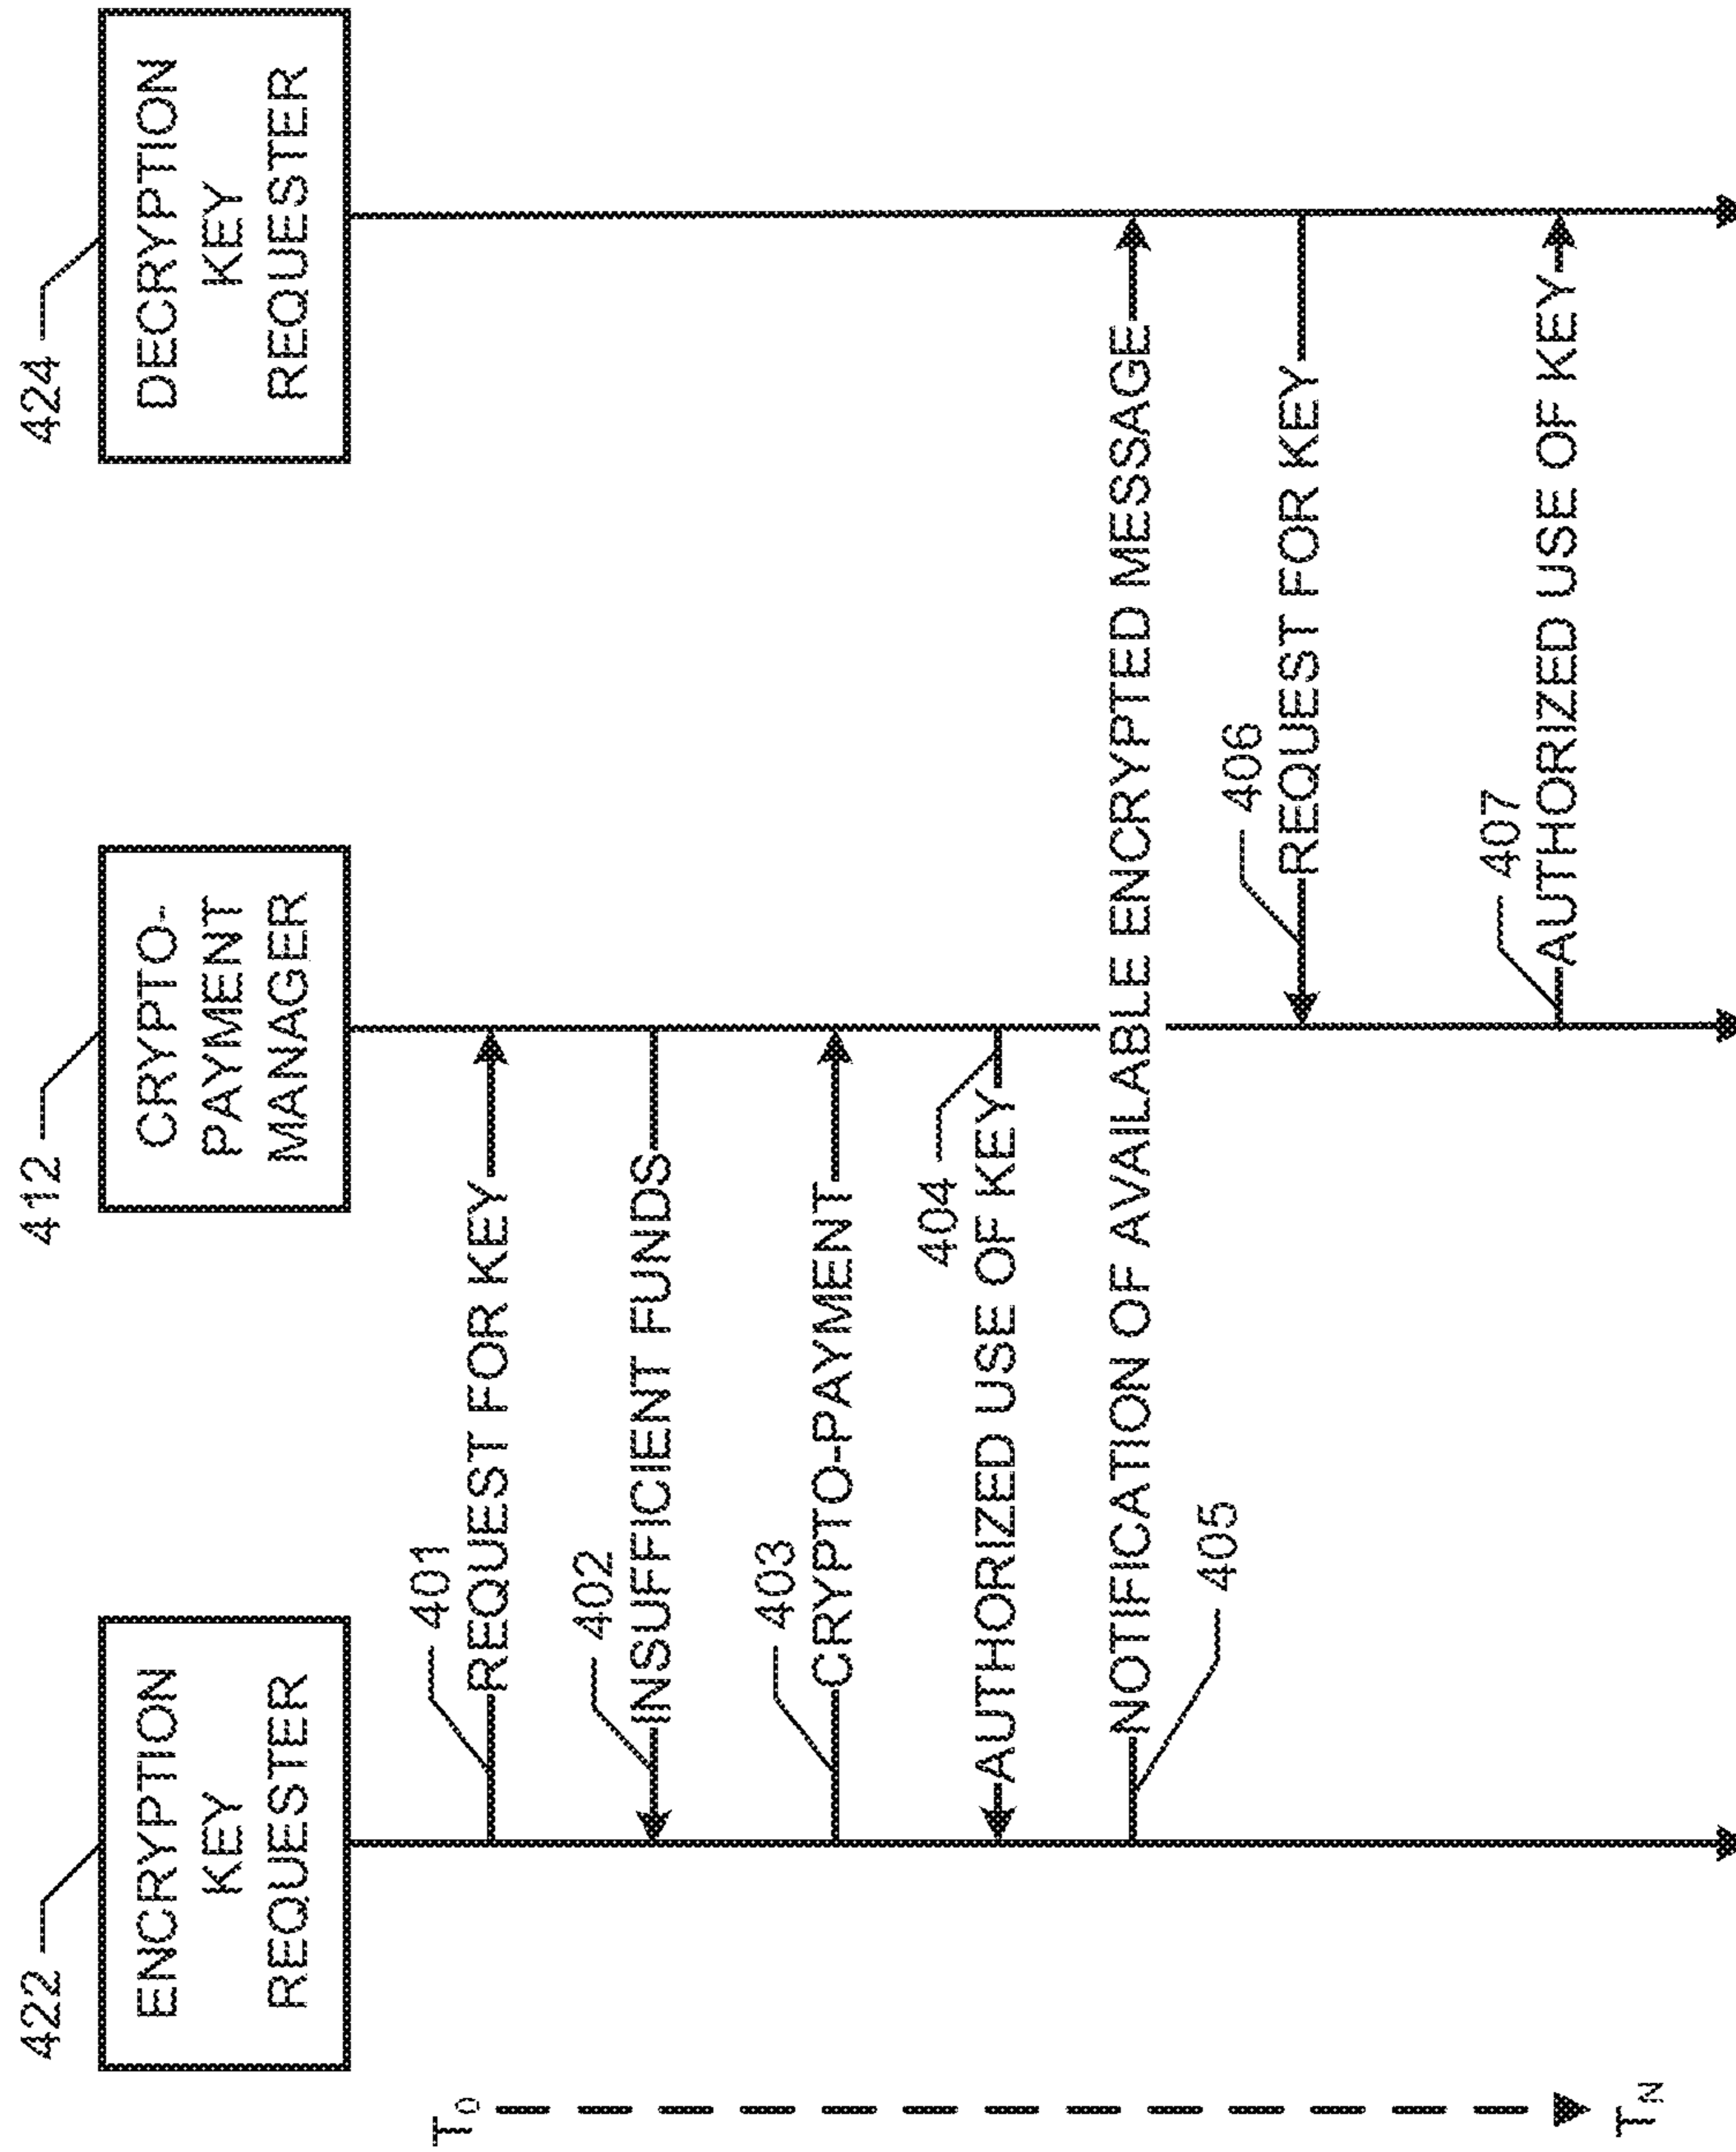 422
412
424
ENCRYPTION
KEY
REQUESTER
CRYPTO-
PAYMENT
MANAGER
DECRYPTION
KEY
REQUESTER
T0
401
REQUEST FOR KEY
402
INSUFFICIENT FUNDS
403
CRYPTO-PAYMENT
404
AUTHORIZED USE OF KEY
NOTIFICATION OF AVAILABLE ENCRYPTED MESSAGE
405
406
REQUEST FOR KEY
407
AUTHORIZED USE OF KEY
TN